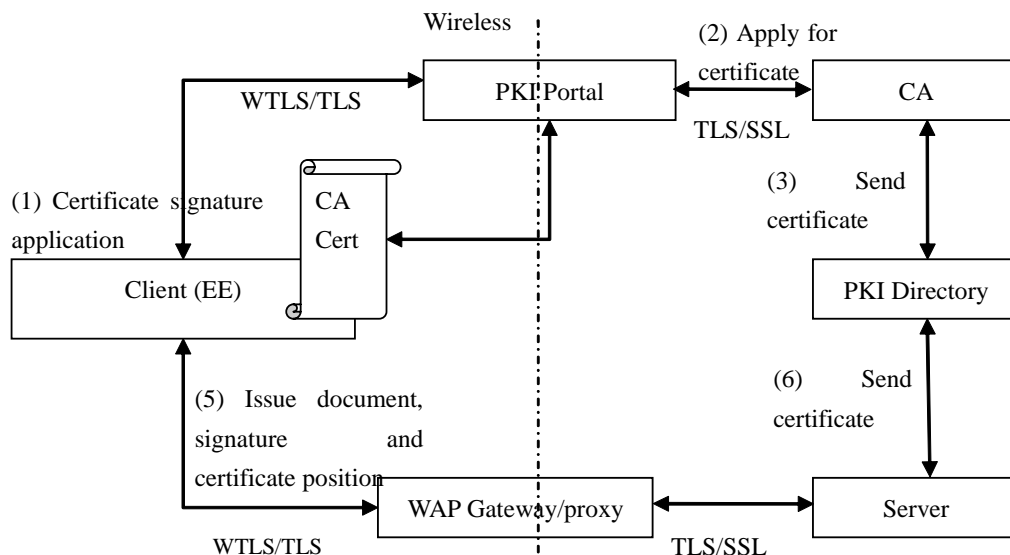 Wireless
(2) Apply for
certificate
WTLS/TLS
PKI Portal
CA
TLS/SSL
(1) Certificate signature
application
CA
Cert
(3) Send
certificate
Client (EE)
PKI Directory
(5) Issue document,
signature and
certificate position
(6) Send
certificate
WAP Gateway/proxy
Server
WTLS/TLS
TLS/SSL